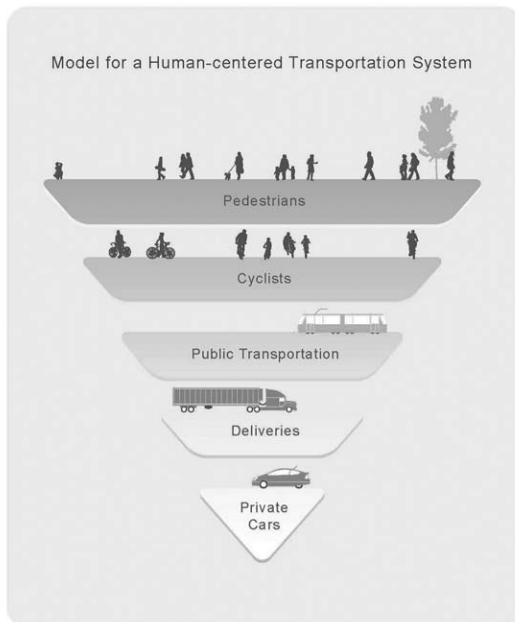 Model for a Human-centered Transportation System
Pedestrians
Cyclists
Public Transportation
Deliveries
Private
Cars